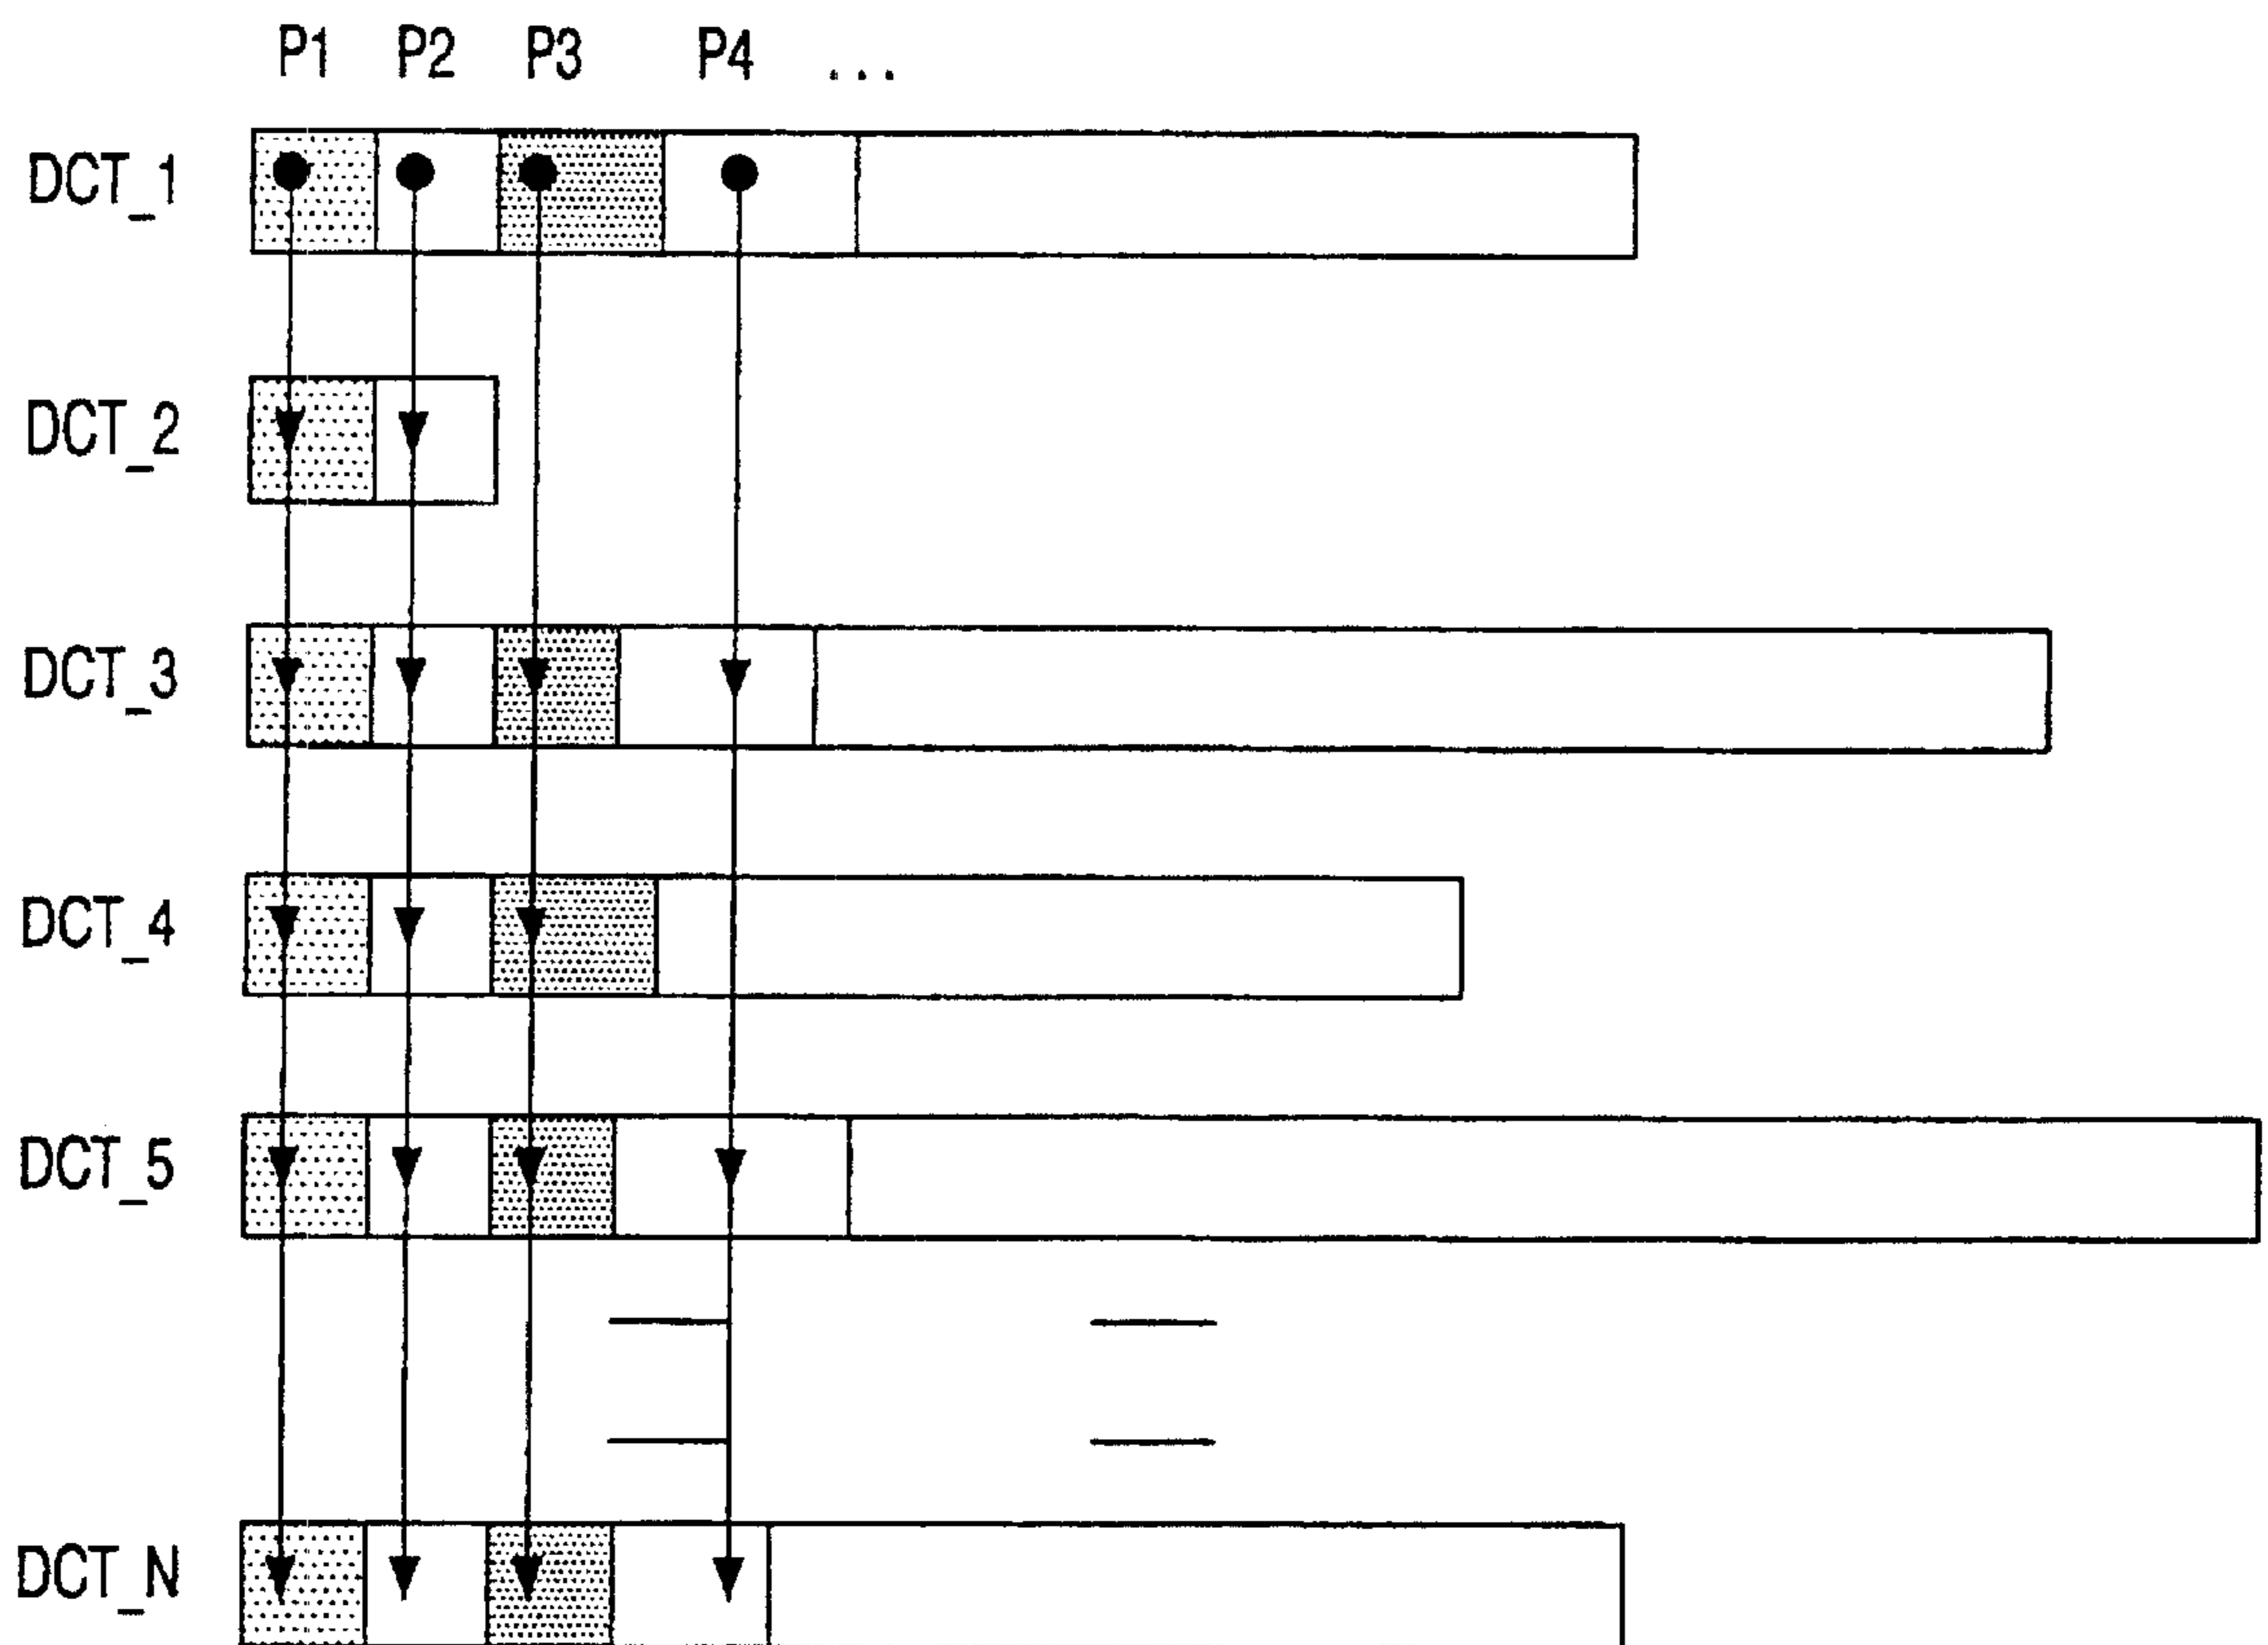 P1 P2 P3 P4 ...
DCT_1
DCT_2
DCT_3
DCT_4
DCT_5
DCT_N